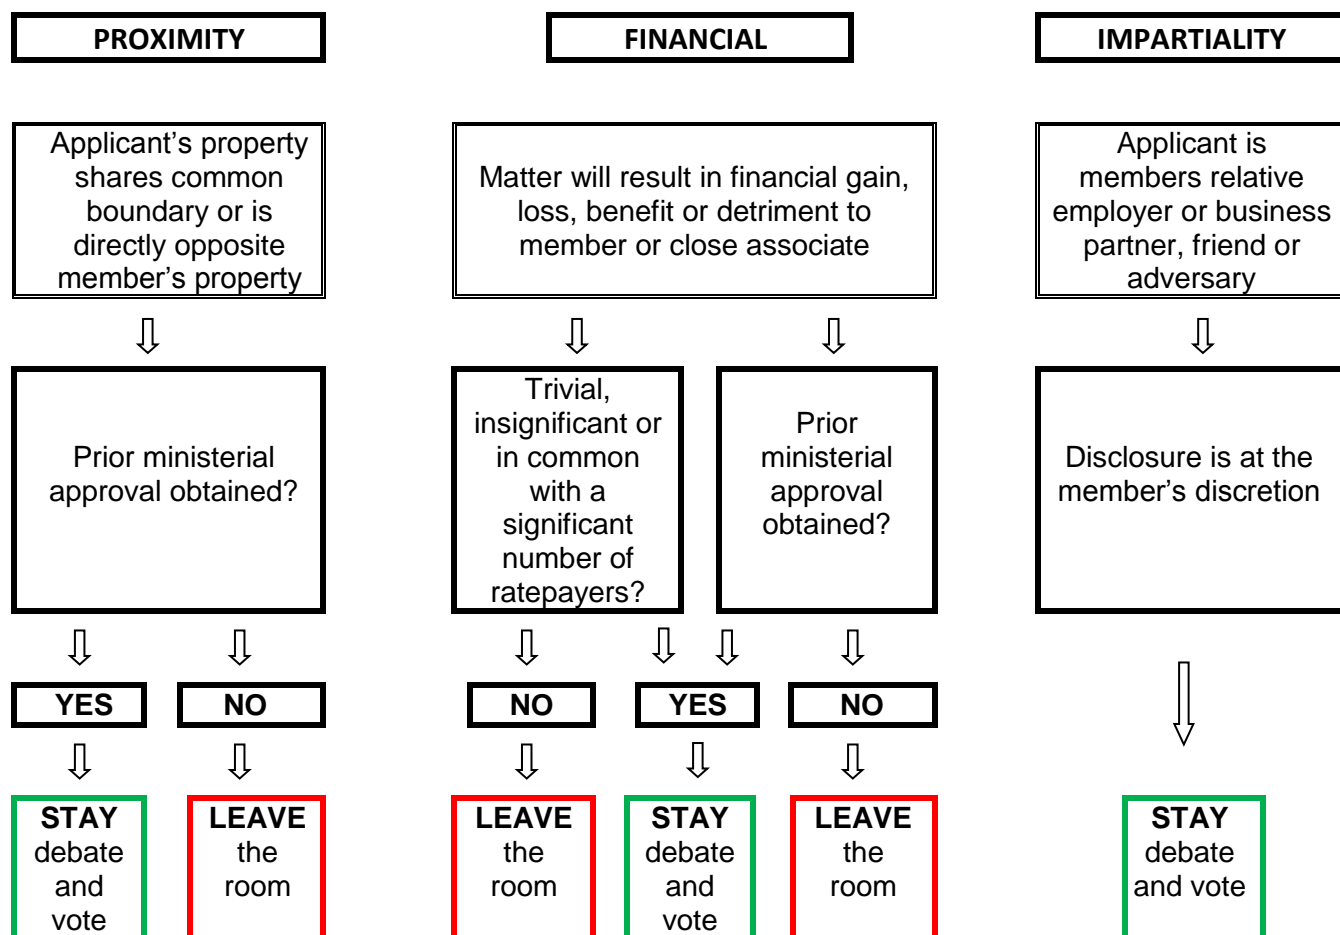 PROXIMITY
FINANCIAL
IMPARTIALITY
Applicant’s property
shares common
boundary or is
directly opposite
member’s property
Matter will result in financial gain,
loss, benefit or detriment to
member or close associate
Applicant is
members relative
employer or business
partner, friend or
adversary
Prior ministerial
approval obtained?
Trivial,
insignificant or
in common
with a
significant
number of
ratepayers?
Prior
ministerial
approval
obtained?
Disclosure is at the
member’s discretion
YES
NO
NO
YES
NO
STAY
debate
and
vote
LEAVE
the
room
LEAVE
the
room
STAY
debate
and
vote
LEAVE
the
room
STAY
debate
and vote